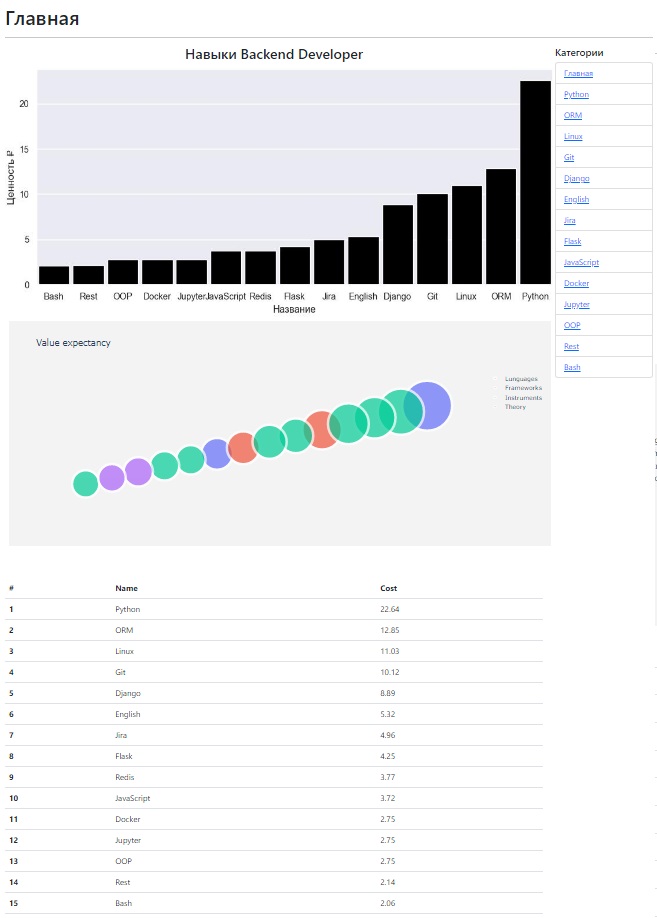 Главная
Навыки Backend Developer
Ценность ₽
20
15
10
5
0
Bash Rest OOP Docker Jupyter JavaScript Redis Flask Jira English Django Git Linux ORM Python
Название
Категории
Главная
Python
ORM
Linux
Git
Django
English
Jira
Flask
JavaScript
Docker
Jupyter
OOP
Rest
Bash
Value expectancy
Lunguages
Frameworks
Instruments
Theory
# Name Cost
1 Python 22.64
2 ORM 12.85
3 Linux 11.03
4 Git 10.12
5 Django 8.89
6 English 5.32
7 Jira 4.96
8 Flask 4.25
9 Redis 3.77
10 JavaScript 3.72
11 Docker 2.75
12 Jupyter 2.75
13 OOP 2.75
14 Rest 2.14
15 Bash 2.06